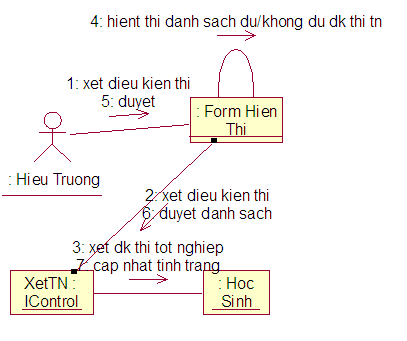 4: hient thi danh sach du/khong du dk thi tn
1: xet dieu kien thi
5: duyet
: Form Hien
Thi
: Hieu Truong
2: xet dieu kien thi
6: duyet danh sach
3: xet dk thi tot nghiep
7: cap nhat tinh trang
XetTN :
IControl
: Hoc
Sinh